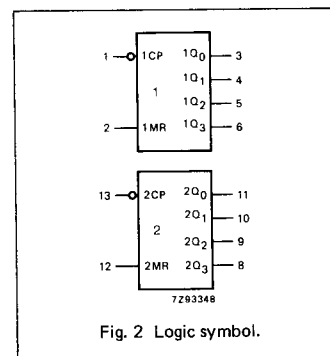 1 1CP 1Q0 3
1Q1 4
1 1Q2 5
2 1MR 1Q3 6
13 2CP 2Q0 11
2Q1 10
2 2Q2 9
12 2MR 2Q3 8
7Z93348
Fig. 2 Logic symbol.